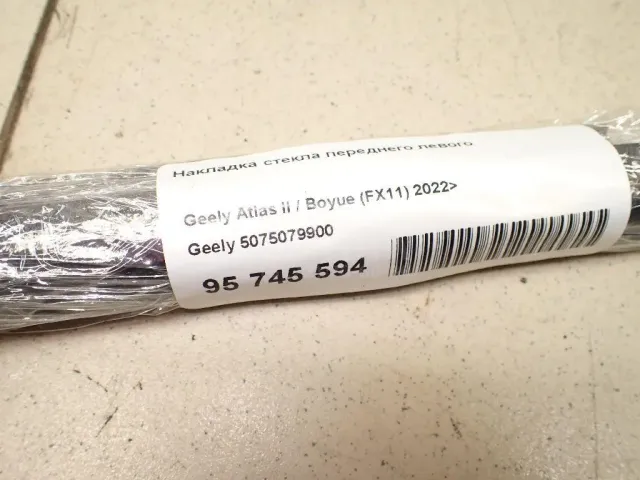 Накладка стекла переднего левого
Geely Atlas II / Boyue (FX11) 2022>
Geely 5075079900
95 745 594